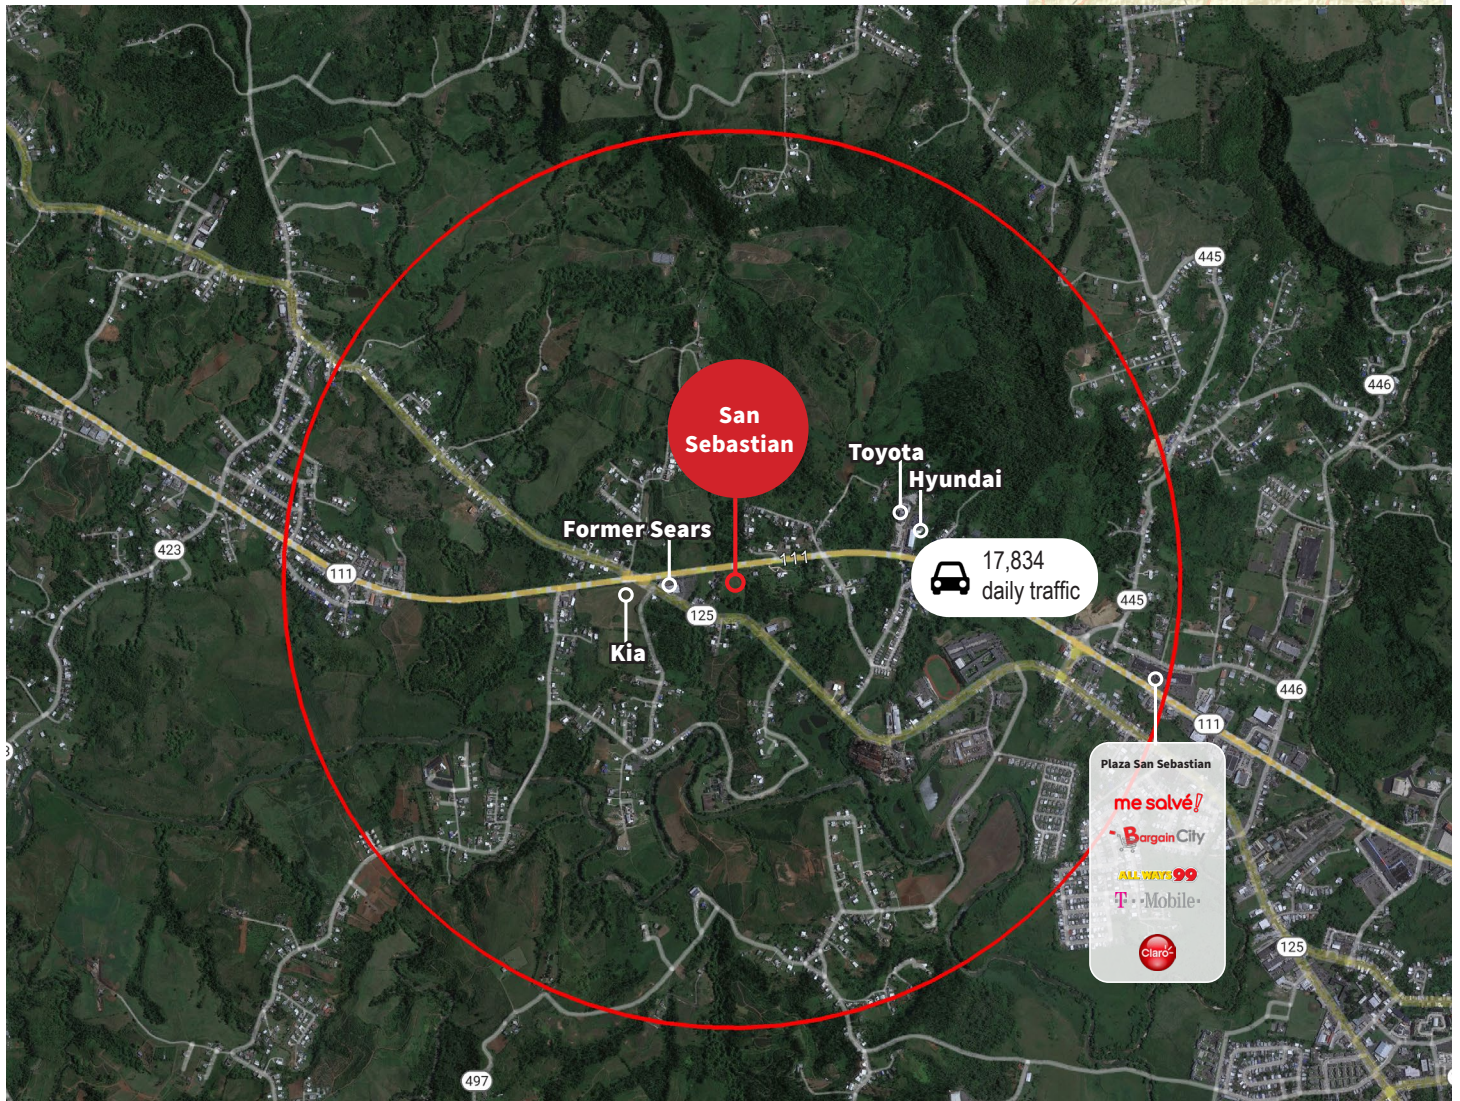 445
446
San
Sebastian
Toyota
Hyundai
Former Sears
111
423
111
17,834
daily traffic
445
125
Kia
446
111
Plaza San Sebastian
me salvé!
Bargain City
ALL WAYS 99
T··Mobile·
Claro
125
497